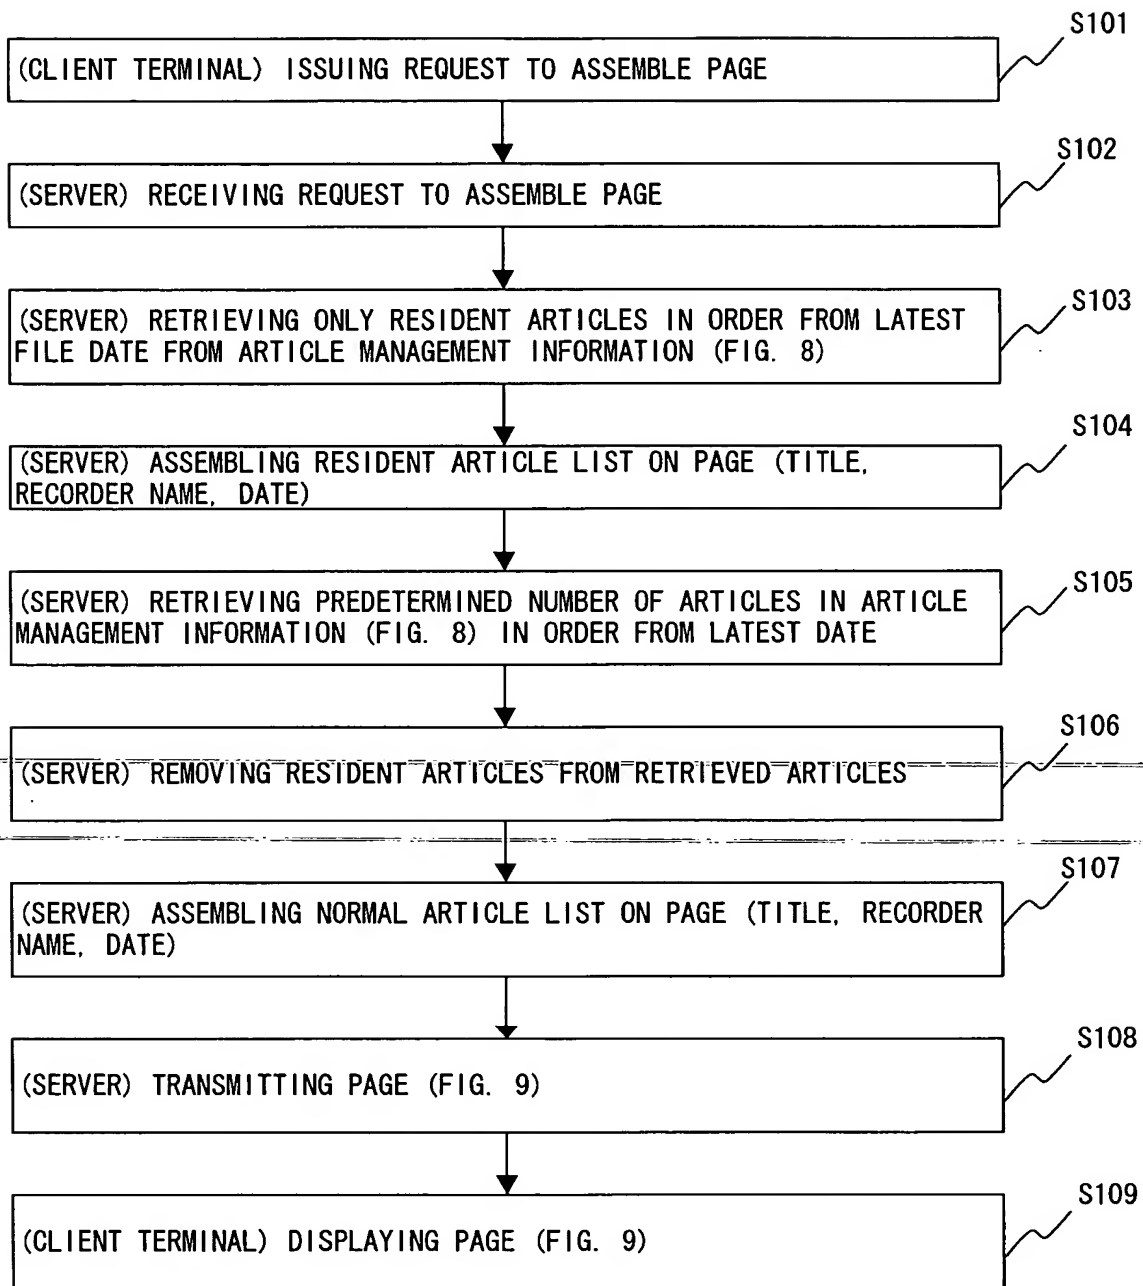 S101
(CLIENT TERMINAL) ISSUING REQUEST TO ASSEMBLE PAGE
S102
(SERVER) RECEIVING REQUEST TO ASSEMBLE PAGE
S103
(SERVER) RETRIEVING ONLY RESIDENT ARTICLES IN ORDER FROM LATEST
FILE DATE FROM ARTICLE MANAGEMENT INFORMATION (FIG. 8)
S104
(SERVER) ASSEMBLING RESIDENT ARTICLE LIST ON PAGE (TITLE,
RECORDER NAME, DATE)
S105
(SERVER) RETRIEVING PREDETERMINED NUMBER OF ARTICLES IN ARTICLE
MANAGEMENT INFORMATION (FIG. 8) IN ORDER FROM LATEST DATE
S106
(SERVER) REMOVING RESIDENT ARTICLES FROM RETRIEVED ARTICLES
S107
(SERVER) ASSEMBLING NORMAL ARTICLE LIST ON PAGE (TITLE, RECORDER
NAME, DATE)
S108
(SERVER) TRANSMITTING PAGE (FIG. 9)
S109
(CLIENT TERMINAL) DISPLAYING PAGE (FIG. 9)